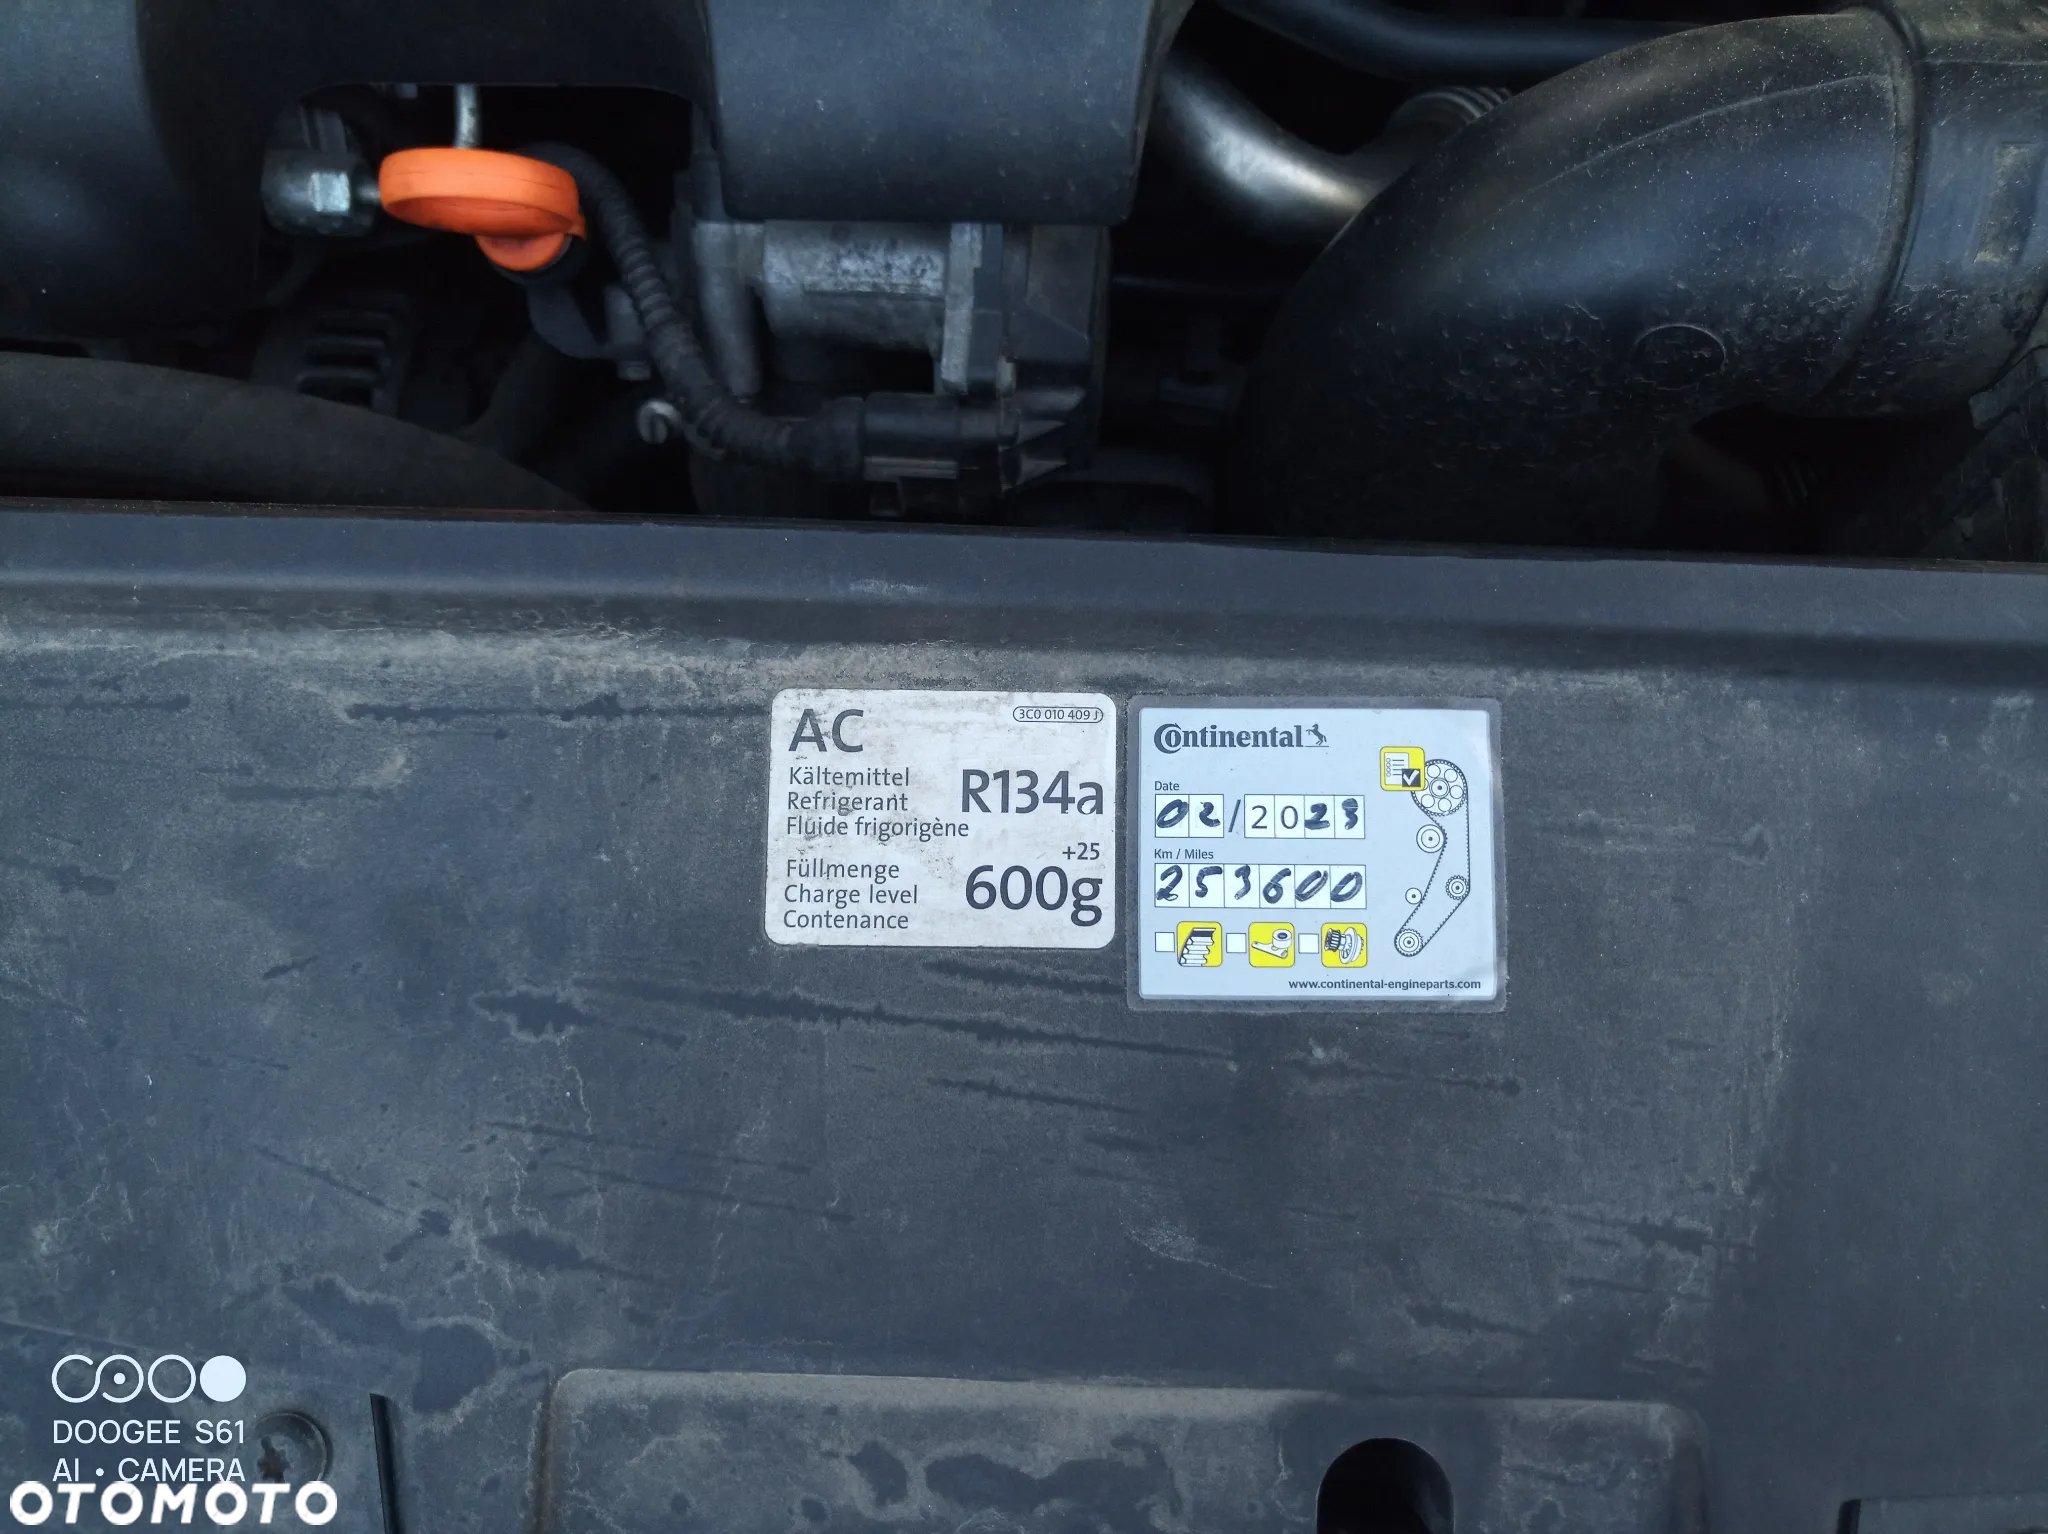 AC
3C0 010 409 J
Kältemittel
Refrigerant
Fluide frigorigène
R134a
Füllmenge
Charge level
Contenance
+25
600g
Continental
Date
02/2023
Km / Miles
253600
www.continental-engineparts.com
DOOGEE S61
AI • CAMERA
OTOMOTO